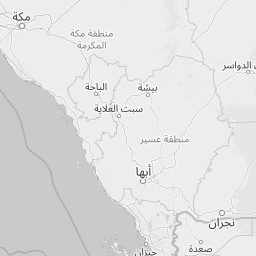 مكة
منطقة مكة
المكرمة
الدواسر
الباحة
بيشة
سبت العلاية
منطقة عسير
أبها
نجران
صعدة
جيزان